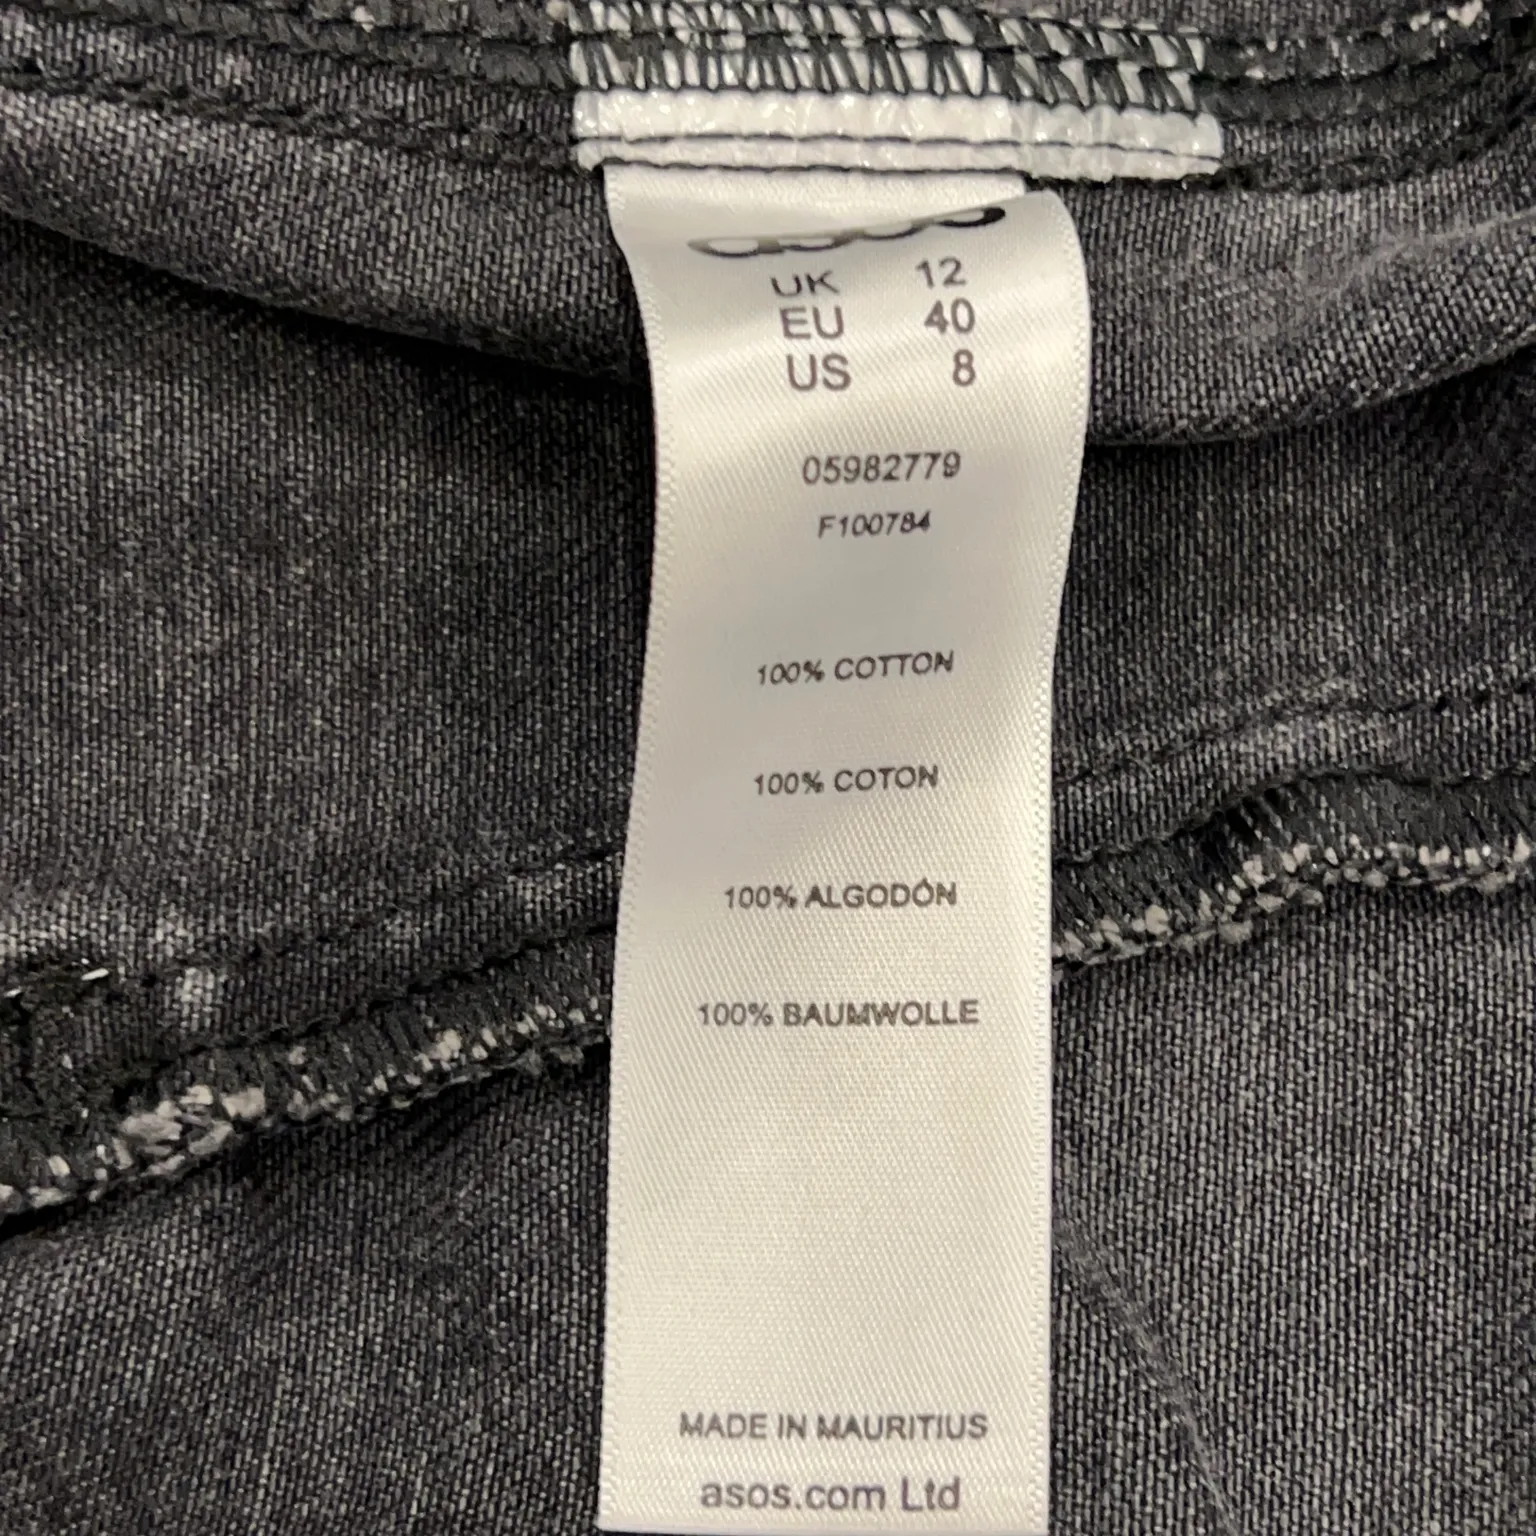 asos
UK 12
EU 40
US 8
05982779
F100784
100% COTTON
100% COTON
100% ALGODÓN
100% BAUMWOLLE
MADE IN MAURITIUS
asos.com Ltd